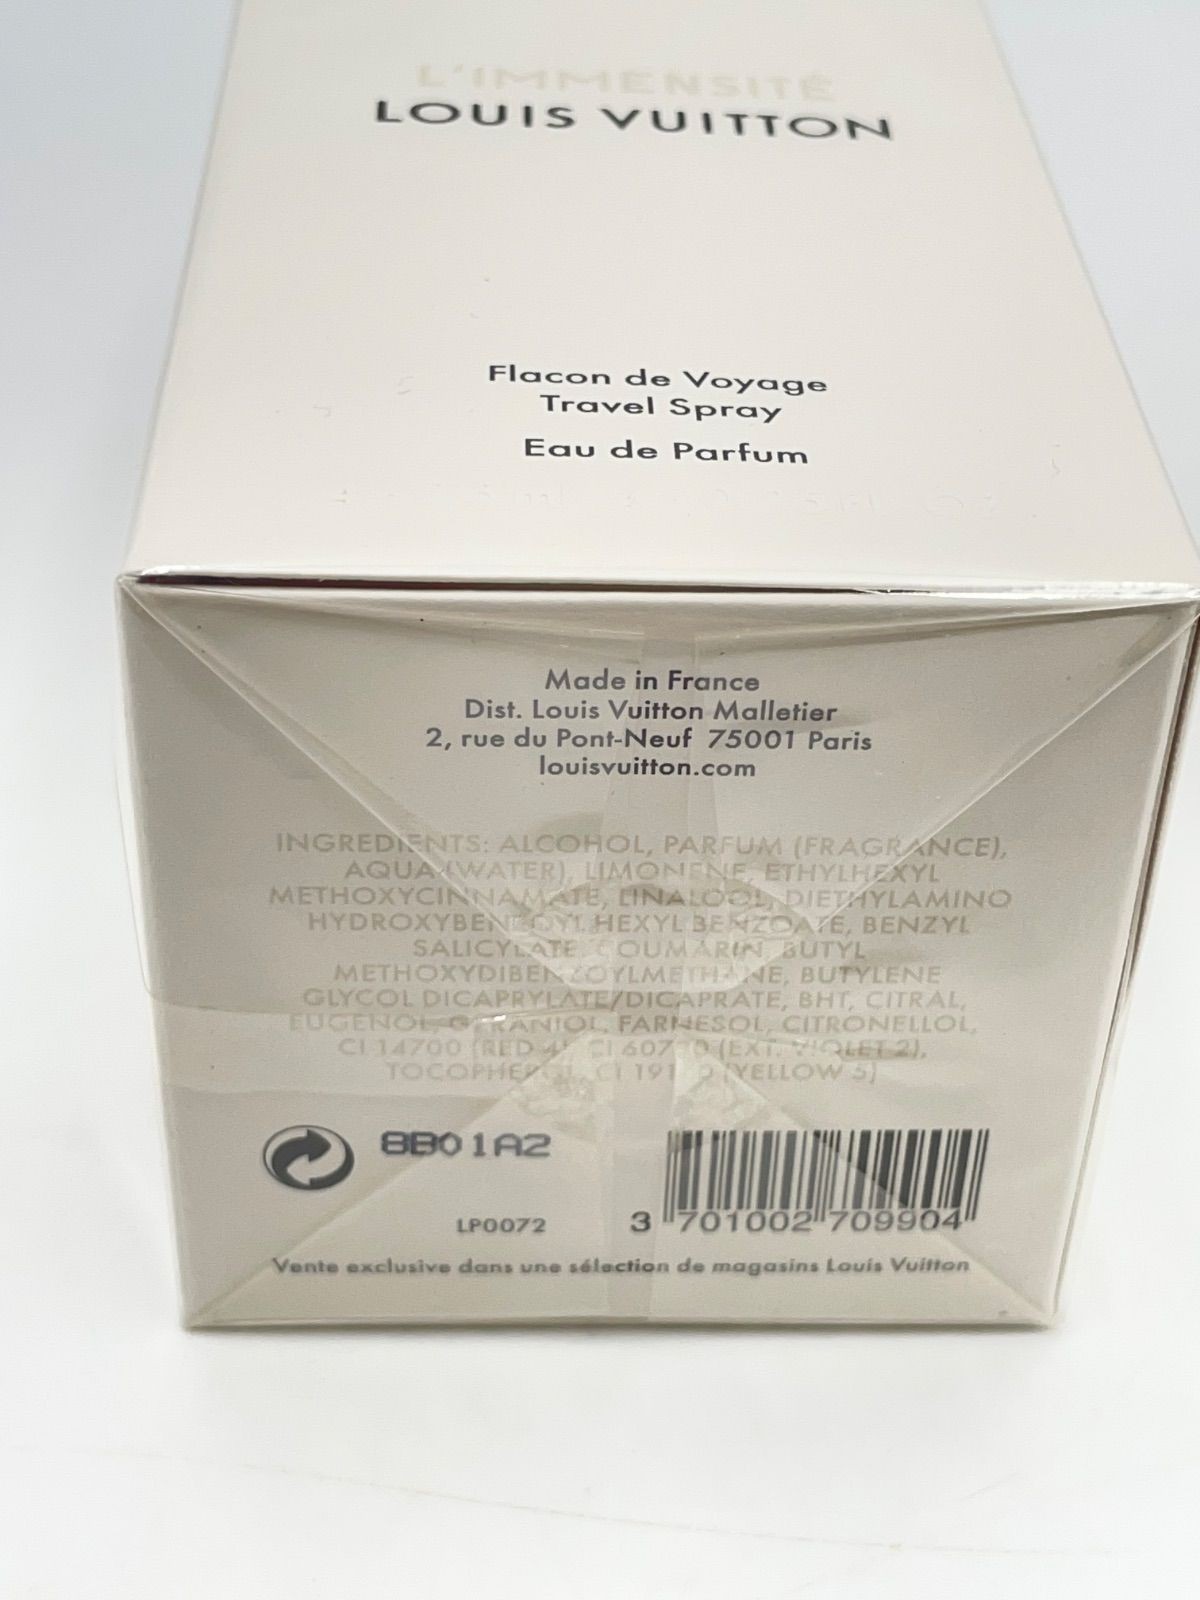 L'IMMENSITÉ
LOUIS VUITTON
Flacon de Voyage
Travel Spray
Eau de Parfum
Made in France
Dist. Louis Vuitton Malletier
2, rue du Pont-Neuf 75001 Paris
louisvuitton.com
INGREDIENTS: ALCOHOL, PARFUM (FRAGRANCE),
AQUA (WATER), LIMONENE, ETHYLHEXYL
METHOXYCINNAMATE, LINALOOL, DIETHYLAMINO
HYDROXYBENZOYL HEXYL BENZOATE, BENZYL
SALICYLATE, COUMARIN, BUTYL
METHOXYDIBENZOYLMETHANE, BUTYLENE
GLYCOL DICAPRYLATE/DICAPRATE, BHT, CITRAL,
EUGENOL, GERANIOL, FARNESOL, CITRONELLOL,
CI 14700 (RED 4), CI 60730 (EXT. VIOLET 2),
TOCOPHEROL, CI 19140 (YELLOW 5)
8B01A2
LP0072
3 701002 709904
Vente exclusive dans une sélection de magasins Louis Vuitton